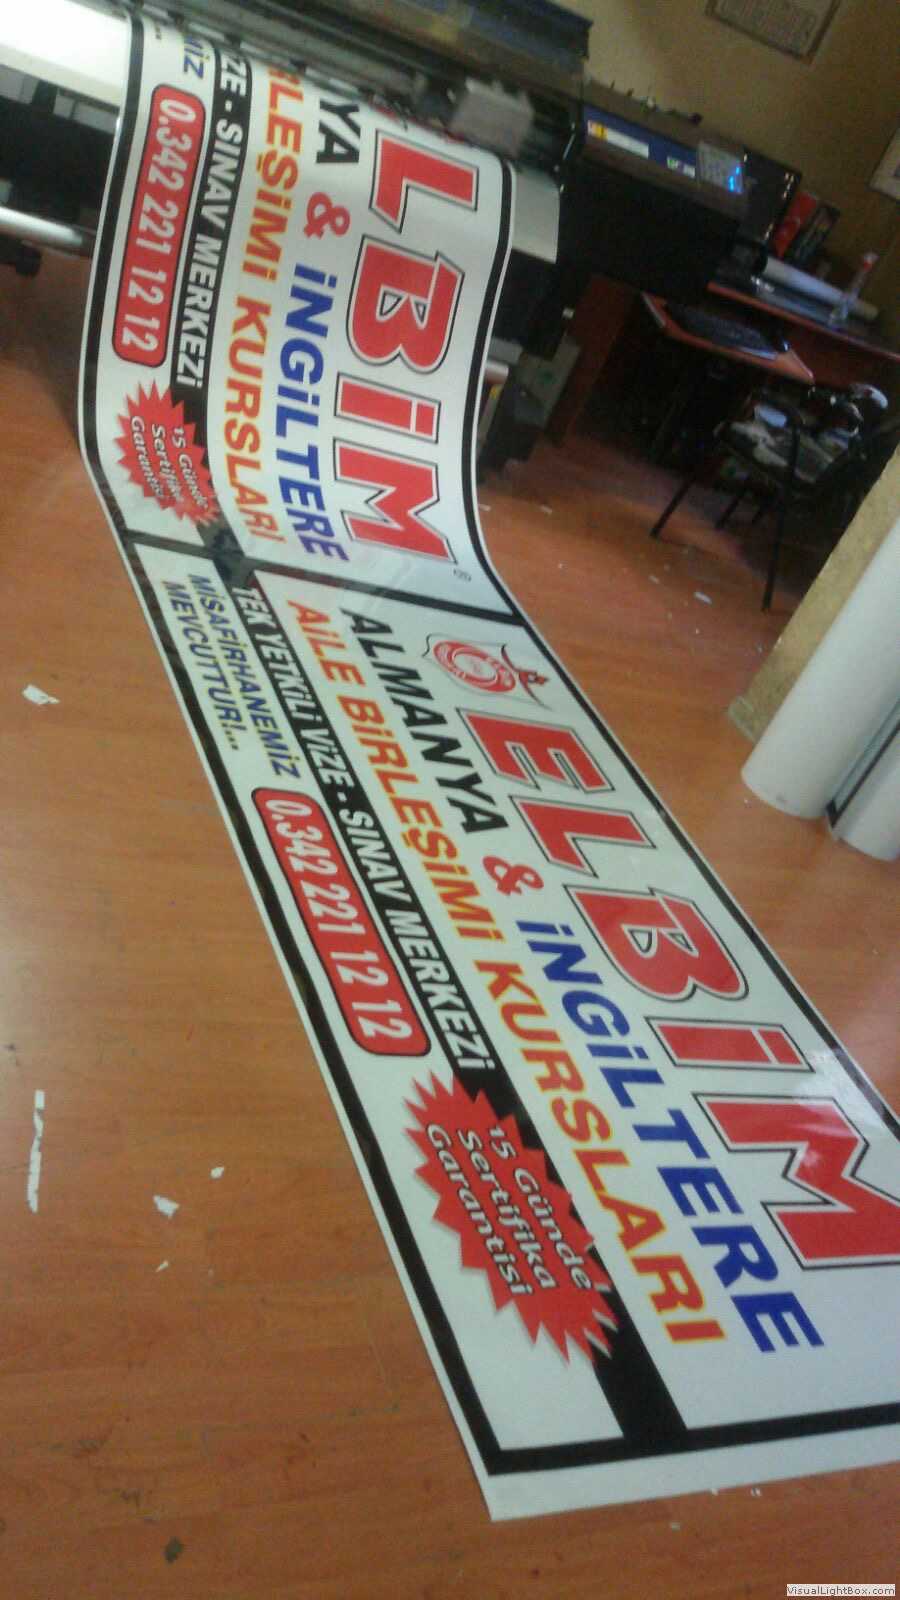 LBİM®
YA & İNGİLTERE
RLEŞİMİ KURSLARI
ZE - SINAV MERKEZİ
MİZ
0.342 221 12 12
15 Günde
Sertifika
Garantisi
ELBİM
ALMANYA & İNGİLTERE
AİLE BİRLEŞİMİ KURSLARI
TEK YETKİLİ VİZE - SINAV MERKEZİ
MİSAFİRHANEMİZ
MEVCUTTUR!...
0.342 221 12 12
15 Günde
Sertifika
Garantisi
VisualLightBox.com